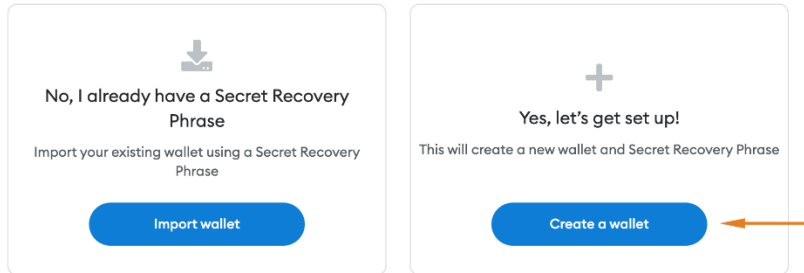 No, I already have a Secret Recovery
Phrase
Import your existing wallet using a Secret Recovery
Phrase
Import wallet
Yes, let's get set up!
This will create a new wallet and Secret Recovery Phrase
Create a wallet